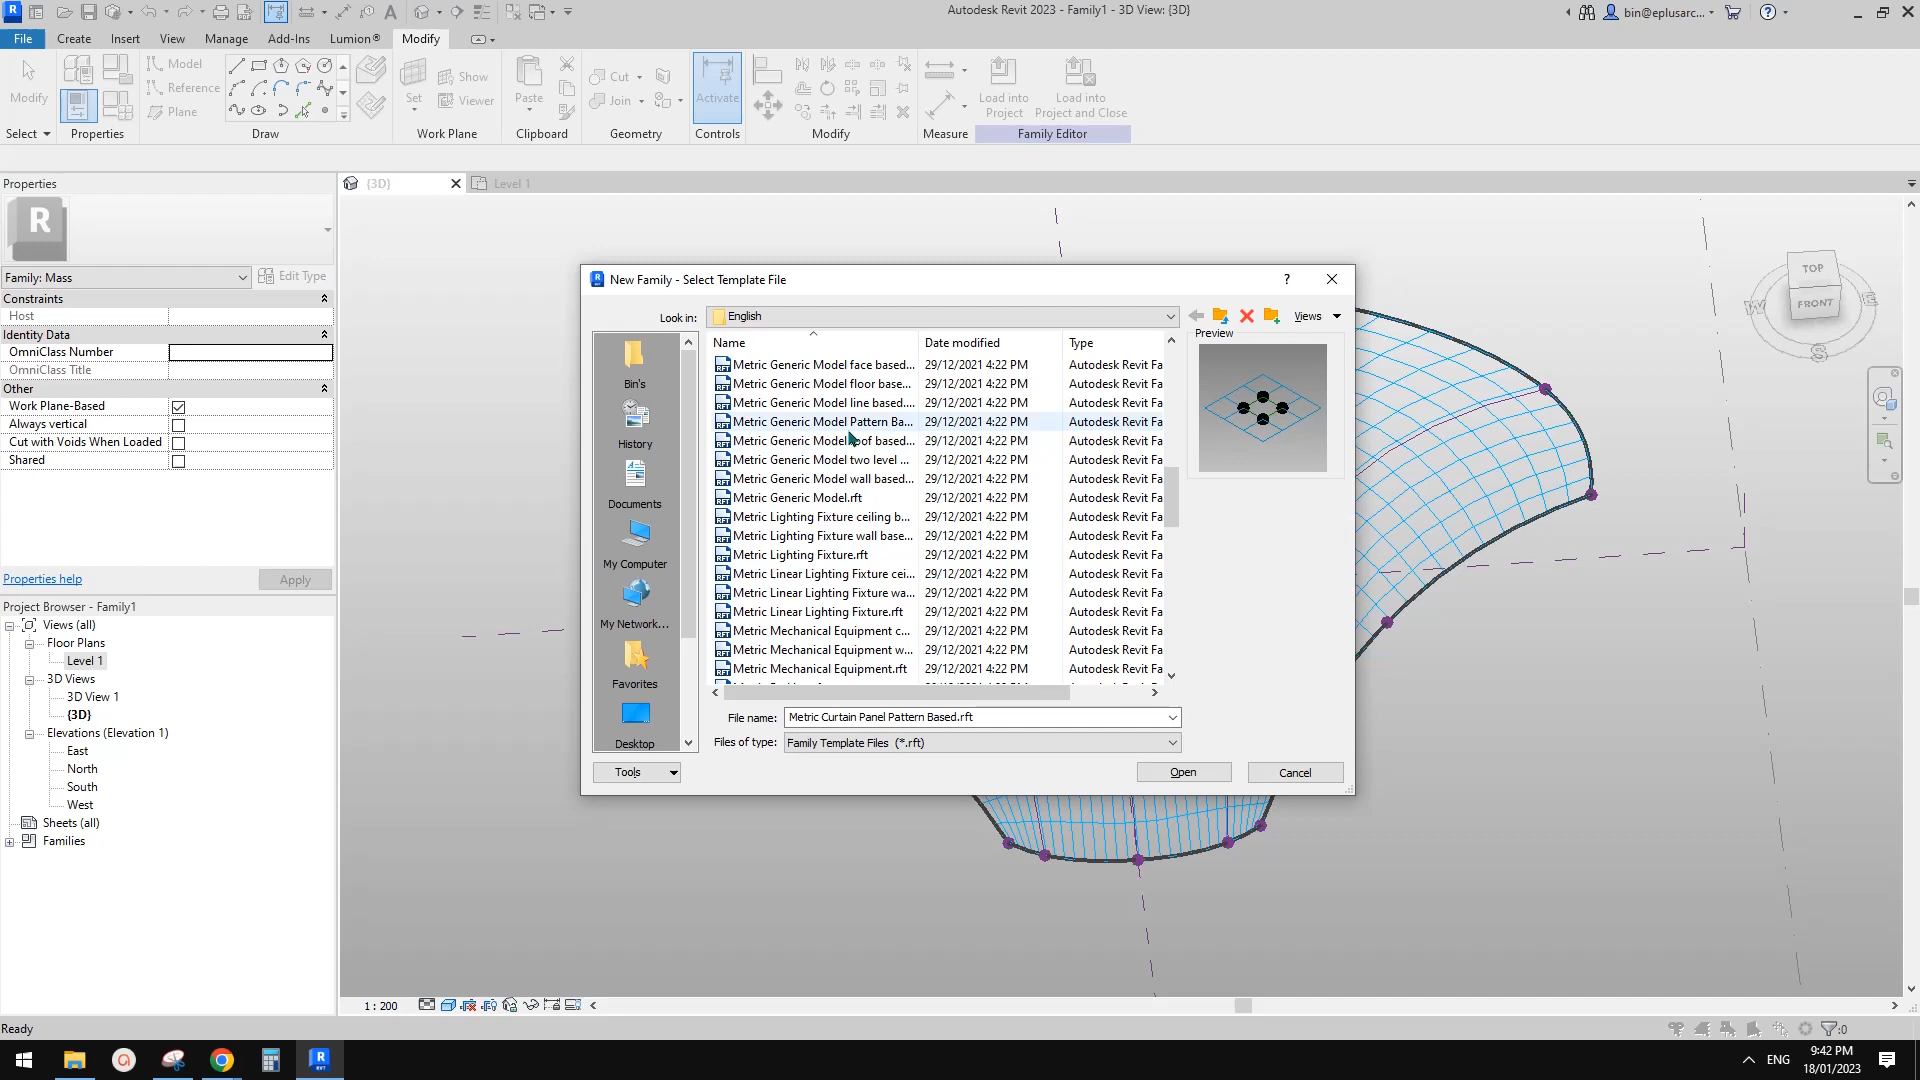 Autodesk Revit 2023 - Family1 - 3D View: {3D}
bin@eplusarc...
File
Create
Insert
View
Manage
Add-Ins
Lumion®
Modify
Modify
Model
Reference
Plane
Set
Show
Viewer
Paste
Cut
Join
Activate
Load into
Project
Load into
Project and Close
Select
Properties
Draw
Work Plane
Clipboard
Geometry
Controls
Modify
Measure
Family Editor
Properties
{3D}
Level 1
R
Family: Mass
Edit Type
Constraints
Host
Identity Data
OmniClass Number
OmniClass Title
Other
Work Plane-Based
Always vertical
Cut with Voids When Loaded
Shared
Properties help
Apply
Project Browser - Family1
Views (all)
Floor Plans
Level 1
3D Views
3D View 1
{3D}
Elevations (Elevation 1)
East
North
South
West
Sheets (all)
Families
New Family - Select Template File
Look in:
English
Views
Preview
Name
Date modified
Type
Metric Generic Model face based... 29/12/2021 4:22 PM Autodesk Revit Fa
Metric Generic Model floor base... 29/12/2021 4:22 PM Autodesk Revit Fa
Metric Generic Model line based.... 29/12/2021 4:22 PM Autodesk Revit Fa
Metric Generic Model Pattern Ba... 29/12/2021 4:22 PM Autodesk Revit Fa
Metric Generic Model oof based... 29/12/2021 4:22 PM Autodesk Revit Fa
Metric Generic Model two level ... 29/12/2021 4:22 PM Autodesk Revit Fa
Metric Generic Model wall based... 29/12/2021 4:22 PM Autodesk Revit Fa
Metric Generic Model.rft 29/12/2021 4:22 PM Autodesk Revit Fa
Metric Lighting Fixture ceiling b... 29/12/2021 4:22 PM Autodesk Revit Fa
Metric Lighting Fixture wall base... 29/12/2021 4:22 PM Autodesk Revit Fa
Metric Lighting Fixture.rft 29/12/2021 4:22 PM Autodesk Revit Fa
Metric Linear Lighting Fixture cei... 29/12/2021 4:22 PM Autodesk Revit Fa
Metric Linear Lighting Fixture wa... 29/12/2021 4:22 PM Autodesk Revit Fa
Metric Linear Lighting Fixture.rft 29/12/2021 4:22 PM Autodesk Revit Fa
Metric Mechanical Equipment c... 29/12/2021 4:22 PM Autodesk Revit Fa
Metric Mechanical Equipment w... 29/12/2021 4:22 PM Autodesk Revit Fa
Metric Mechanical Equipment.rft 29/12/2021 4:22 PM Autodesk Revit Fa
Bin's
History
Documents
My Computer
My Network...
Favorites
Desktop
File name:
Metric Curtain Panel Pattern Based.rft
Files of type:
Family Template Files (*.rft)
Tools
Open
Cancel
TOP
FRONT
W
E
S
1 : 200
Ready
:0
ENG
9:42 PM
18/01/2023